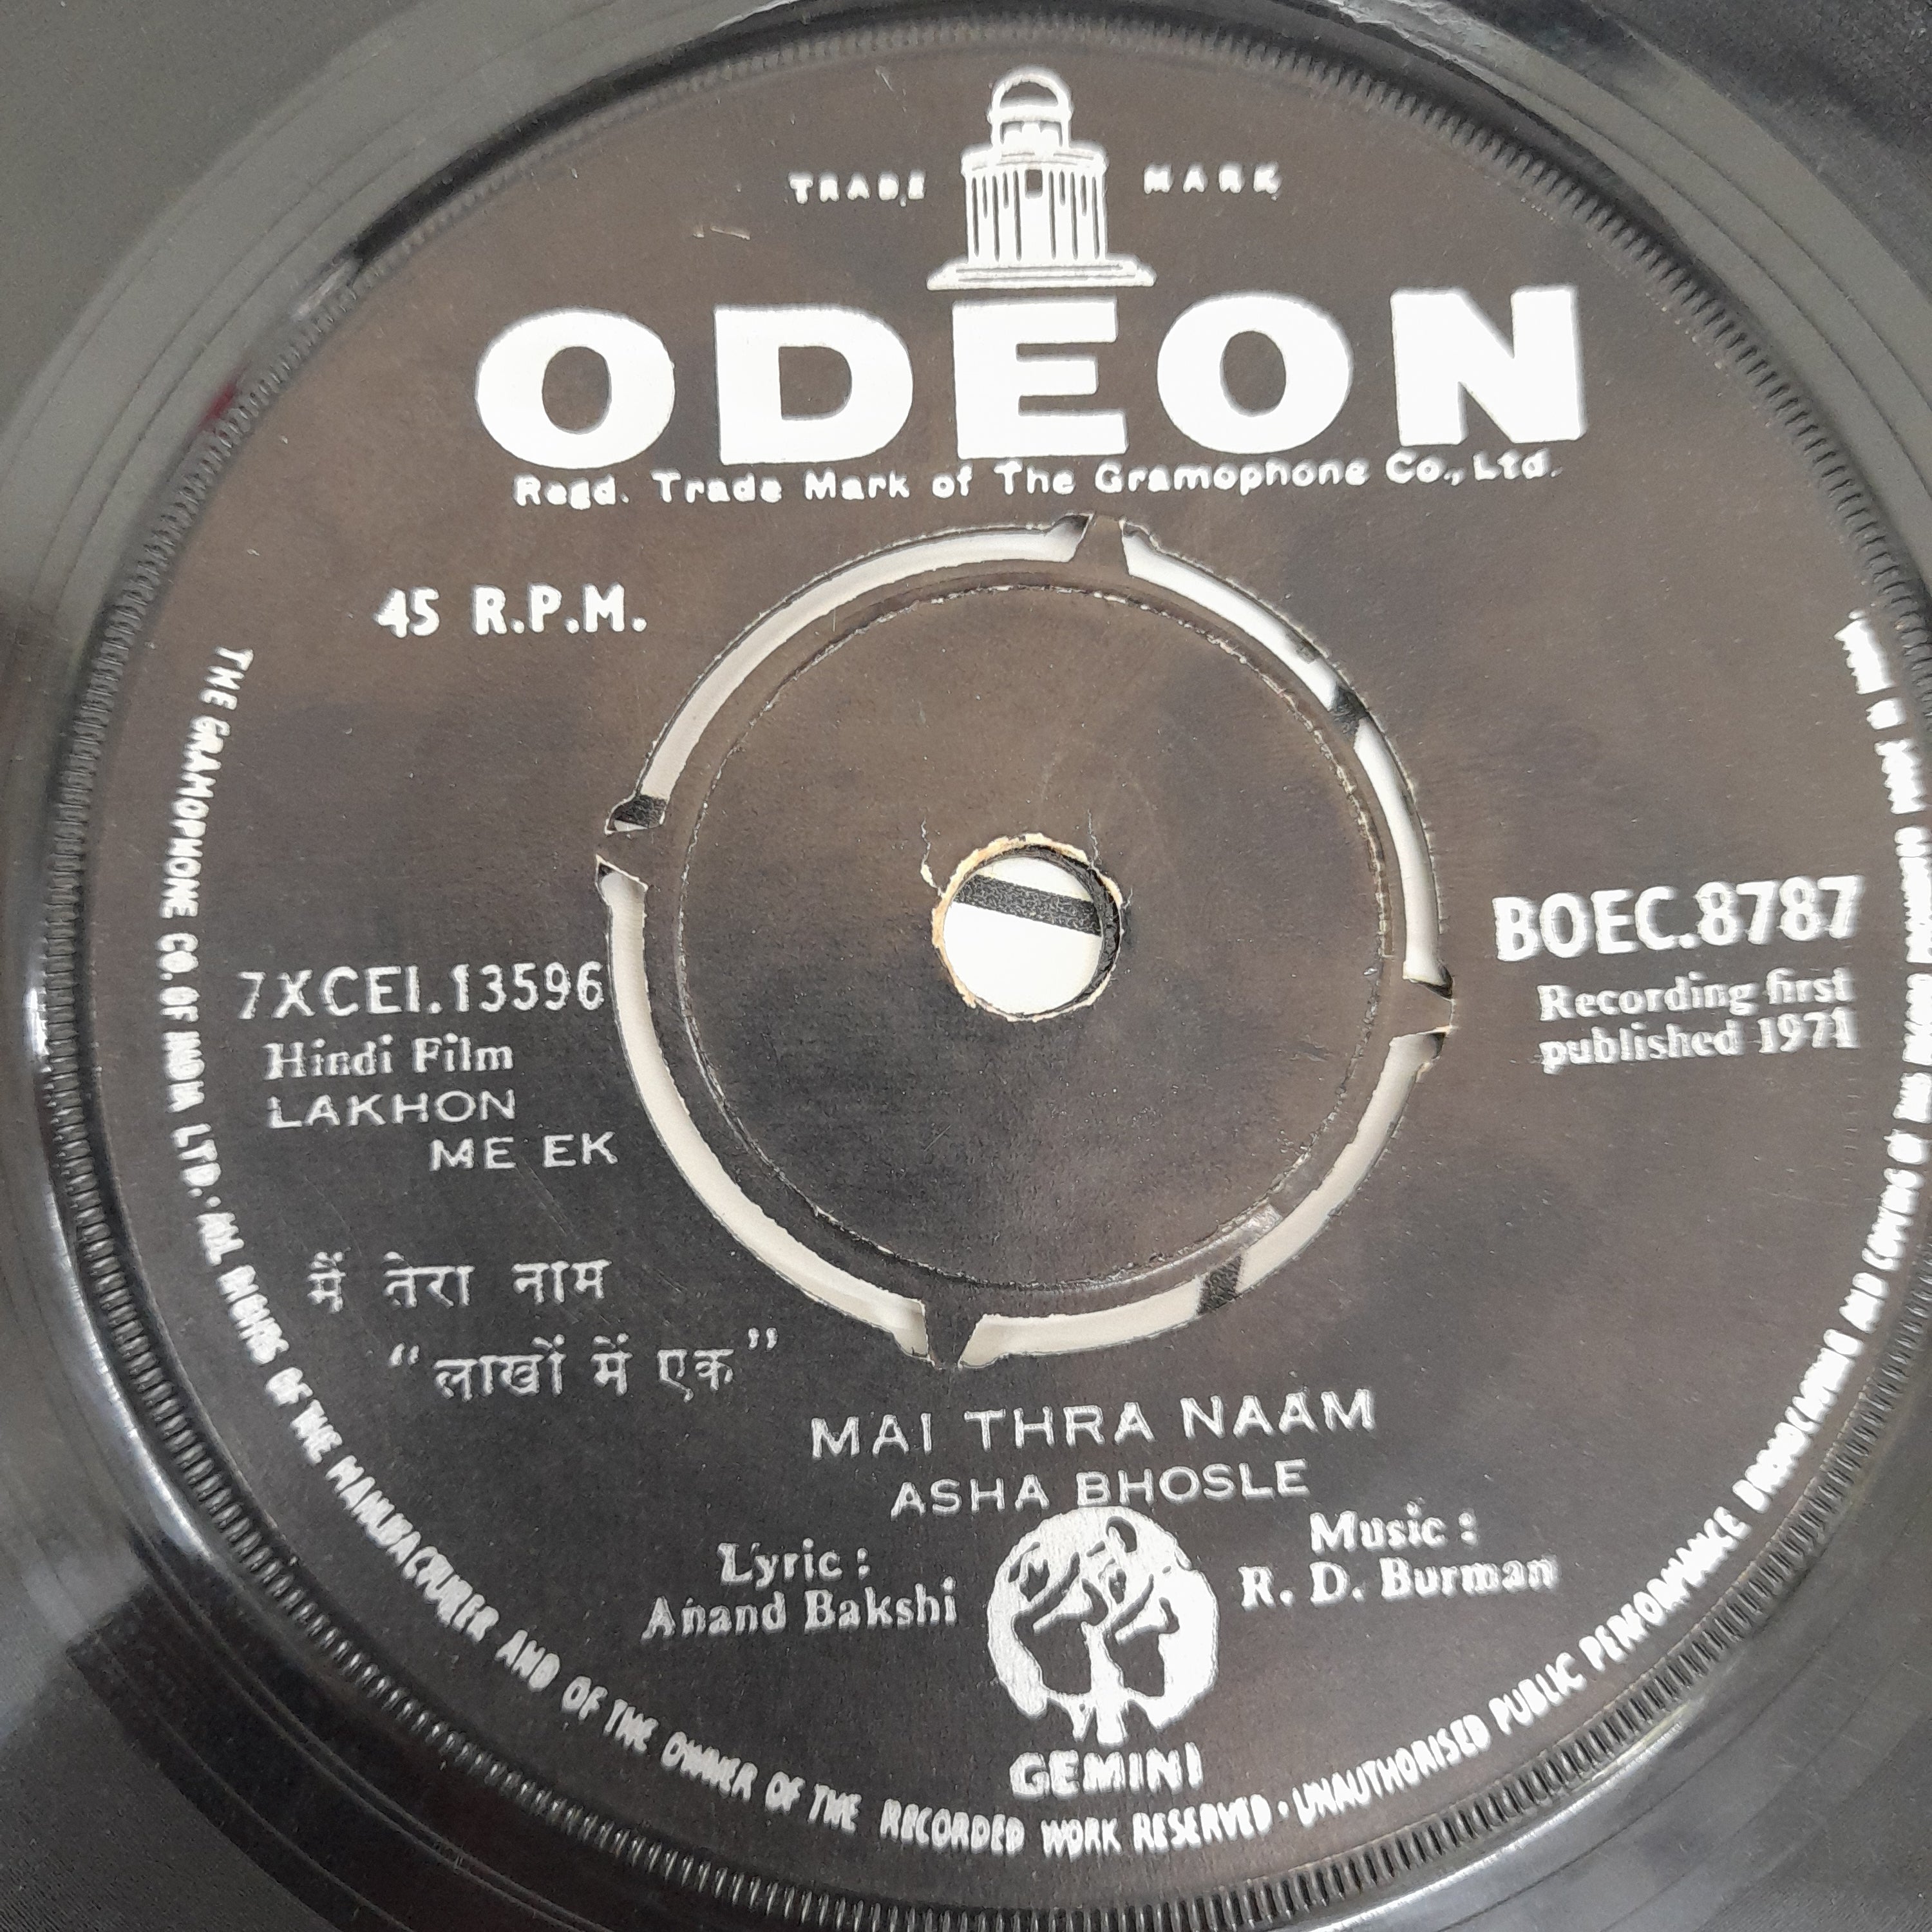 TRADE MARK
ODEON
Regd. Trade Mark of The Gramophone Co., Ltd.
45 R.P.M.
BOEC.8787
Recording first
published 1971
7XCEI.13596
Hindi Film
LAKHON
ME EK
मैं तेरा नाम
“लाखों में एक”
MAI THRA NAAM
ASHA BHOSLE
Lyric :
Anand Bakshi
Music :
R. D. Burman
GEMINI
THE GRAMOPHONE CO. OF INDIA LTD. · ALL RIGHTS OF THE MANUFACTURER AND OF THE OWNER OF THE RECORDED WORK RESERVED · UNAUTHORISED PUBLIC PERFORMANCE BROADCASTING AND COPYING OF